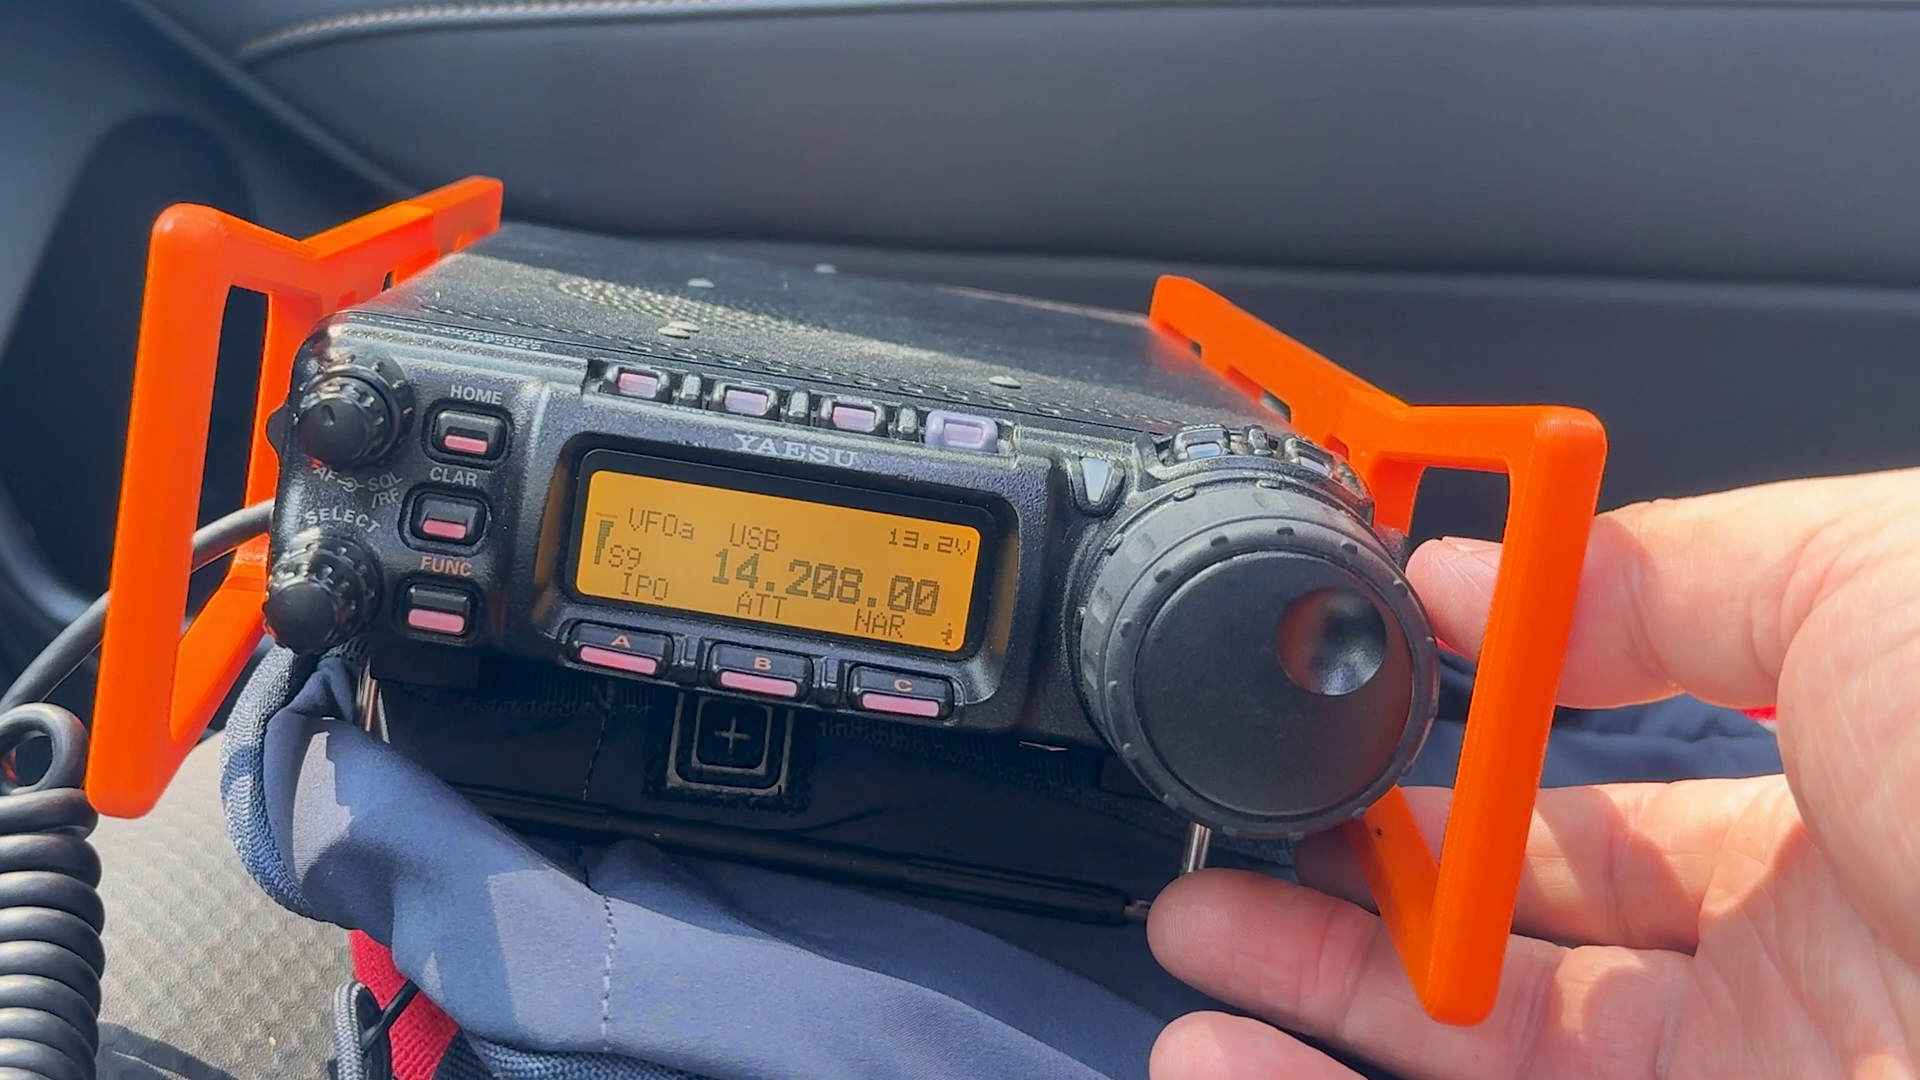 HOME
YAESU
CLAR
AF SQL
/RF
SELECT
FUNC
VFOa USB 13.2V
S9 14.208.00
IPO ATT NAR
A B C